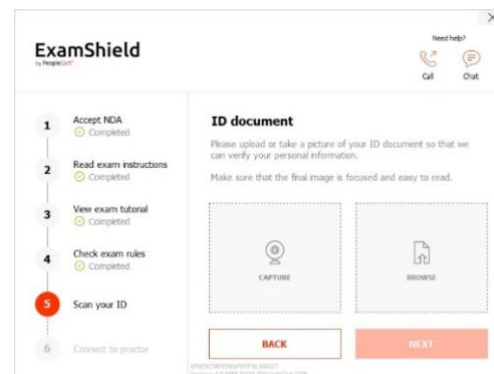 ExamShield
by PeopleCert
Need help?
Call
Chat
1
Accept NDA
Completed
2
Read exam instructions
Completed
3
View exam tutorial
Completed
4
Check exam rules
Completed
5
Scan your ID
6
Connect to proctor
ID document
Please upload or take a picture of your ID document so that we
can verify your personal information.
Make sure that the final image is focused and easy to read.
CAPTURE
BROWSE
BACK
NEXT